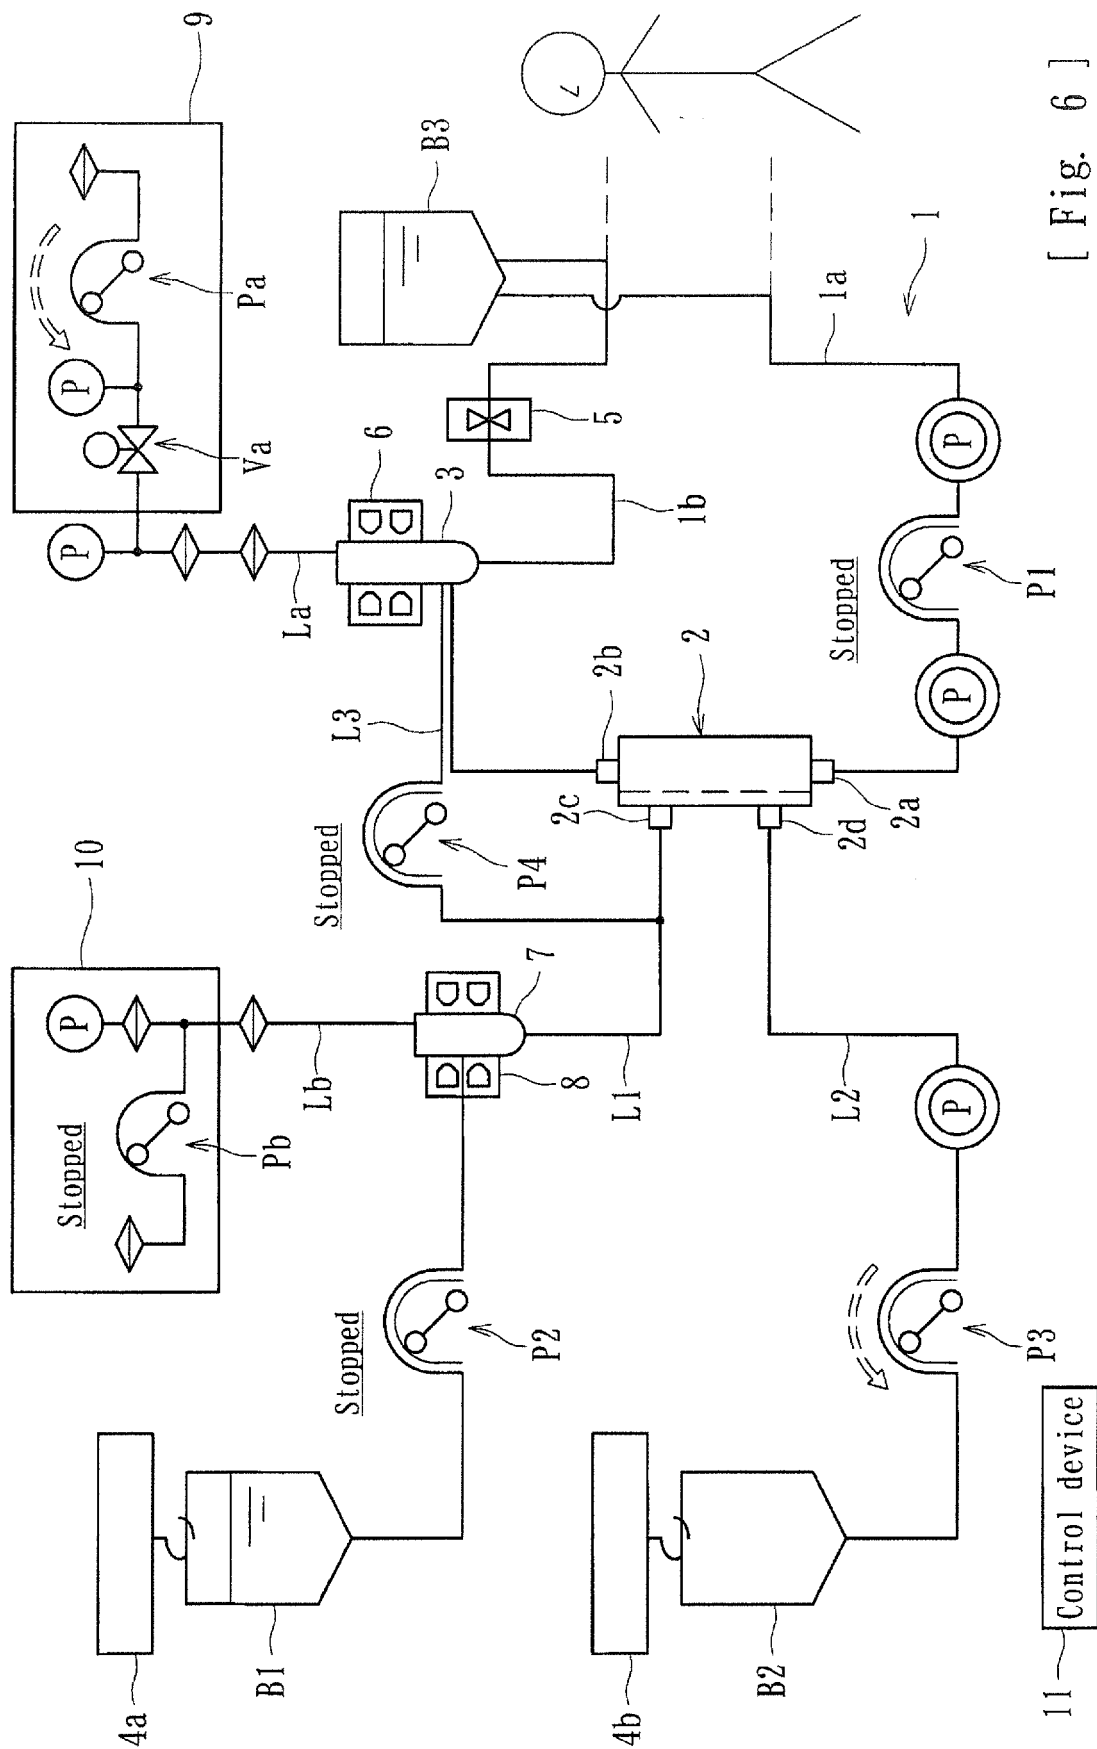 9
P
Pa
P
Va
B3
6
3
5
La
1b
1a
1
[ Fig. 6 ]
L3
2b
2
P
Stopped
P1
P
2c
2d
2a
Stopped
P4
10
P
Lb
7
8
L1
L2
P
Stopped
Pb
Stopped
P2
P3
4a
B1
4b
B2
11
Control device